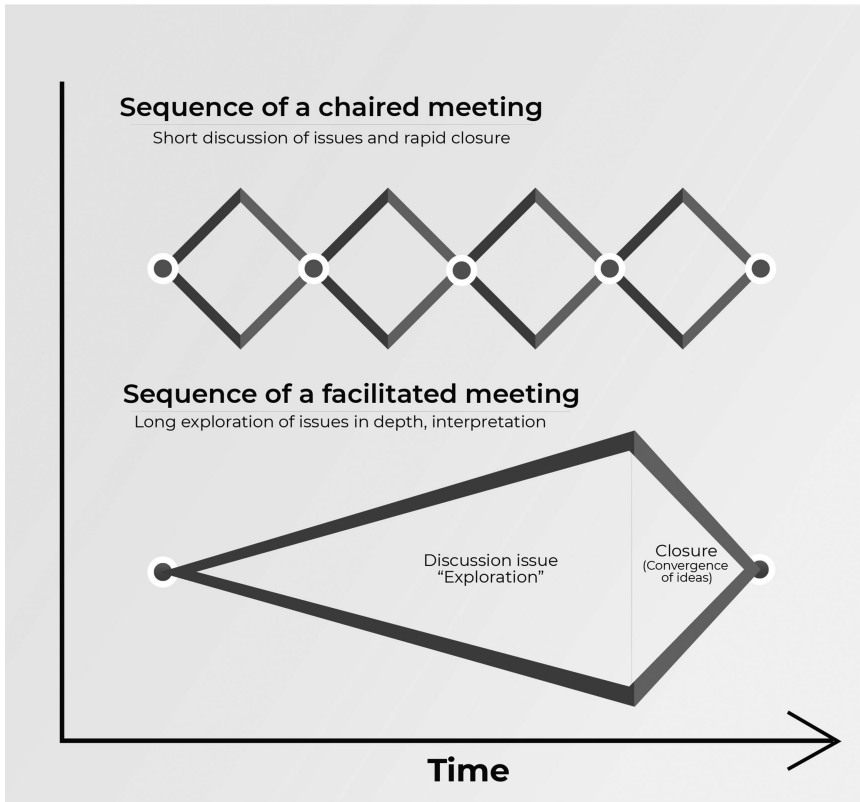 Sequence of a chaired meeting
Short discussion of issues and rapid closure
Sequence of a facilitated meeting
Long exploration of issues in depth, interpretation
Discussion issue
“Exploration”
Closure
(Convergence
of ideas)
Time